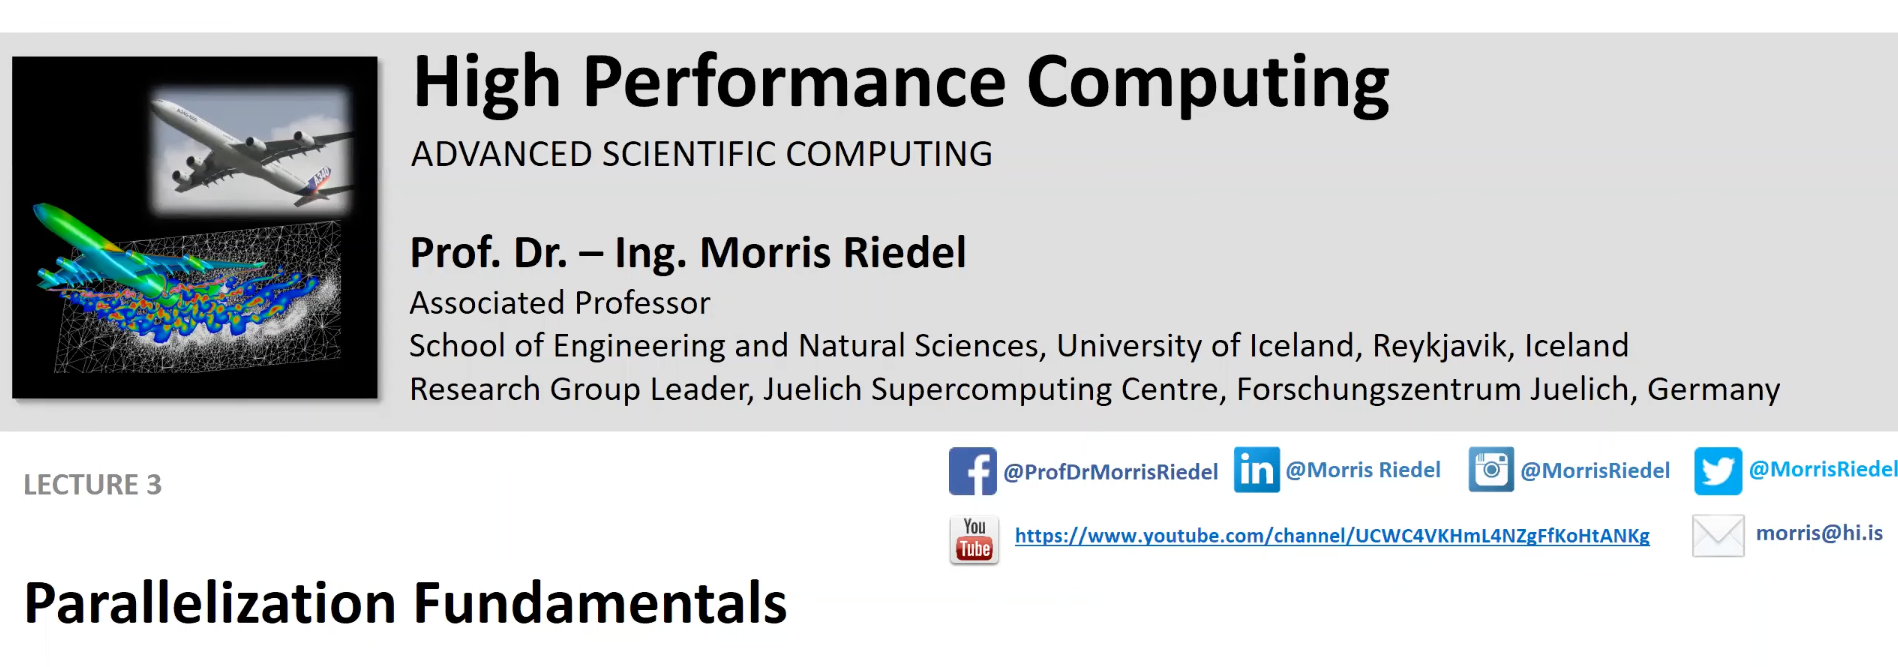 High Performance Computing
ADVANCED SCIENTIFIC COMPUTING
Prof. Dr. – Ing. Morris Riedel
Associated Professor
School of Engineering and Natural Sciences, University of Iceland, Reykjavik, Iceland
Research Group Leader, Juelich Supercomputing Centre, Forschungszentrum Juelich, Germany
A340
LECTURE 3
@ProfDrMorrisRiedel
in @Morris Riedel
@MorrisRiedel
@MorrisRiedel
You
Tube
https://www.youtube.com/channel/UCWC4VKHmL4NZgFfKoHtANKg
morris@hi.is
Parallelization Fundamentals